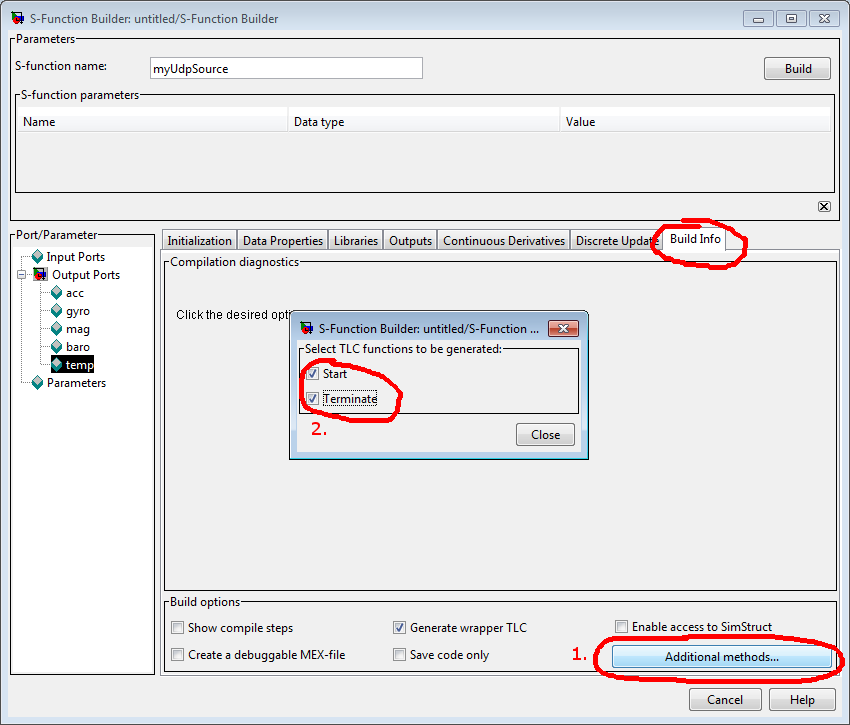 S-Function Builder: untitled/S-Function Builder
Parameters
S-function name: myUdpSource Build
S-function parameters
Name Data type Value
Port/Parameter
Input Ports
Output Ports
acc
gyro
mag
baro
temp
Parameters
Initialization Data Properties Libraries Outputs Continuous Derivatives Discrete Update Build Info
Compilation diagnostics
Click the desired opti
S-Function Builder: untitled/S-Function ...
Select TLC functions to be generated:
Start
Terminate
2.
Close
Build options
Show compile steps Generate wrapper TLC Enable access to SimStruct
Create a debuggable MEX-file Save code only 1. Additional methods...
Cancel Help